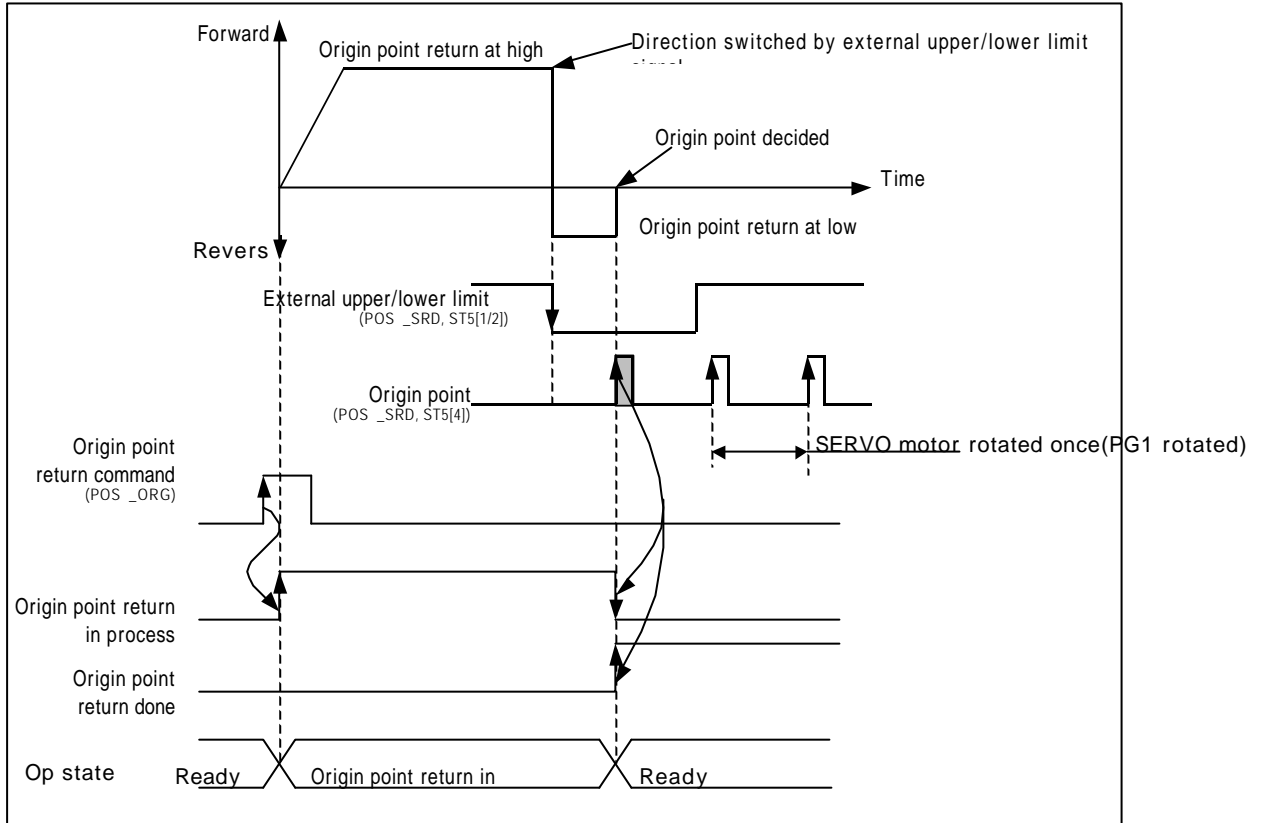 Forward
Origin point return at high
Direction switched by external upper/lower limit
Origin point decided
Time
Origin point return at low
Revers
External upper/lower limit
(POS _SRD, ST5[1/2])
Origin point
(POS _SRD, ST5[4])
SERVO motor rotated once(PG1 rotated)
Origin point
return command
(POS _ORG)
Origin point return
in process
Origin point
return done
Op state
Ready
Origin point return in
Ready